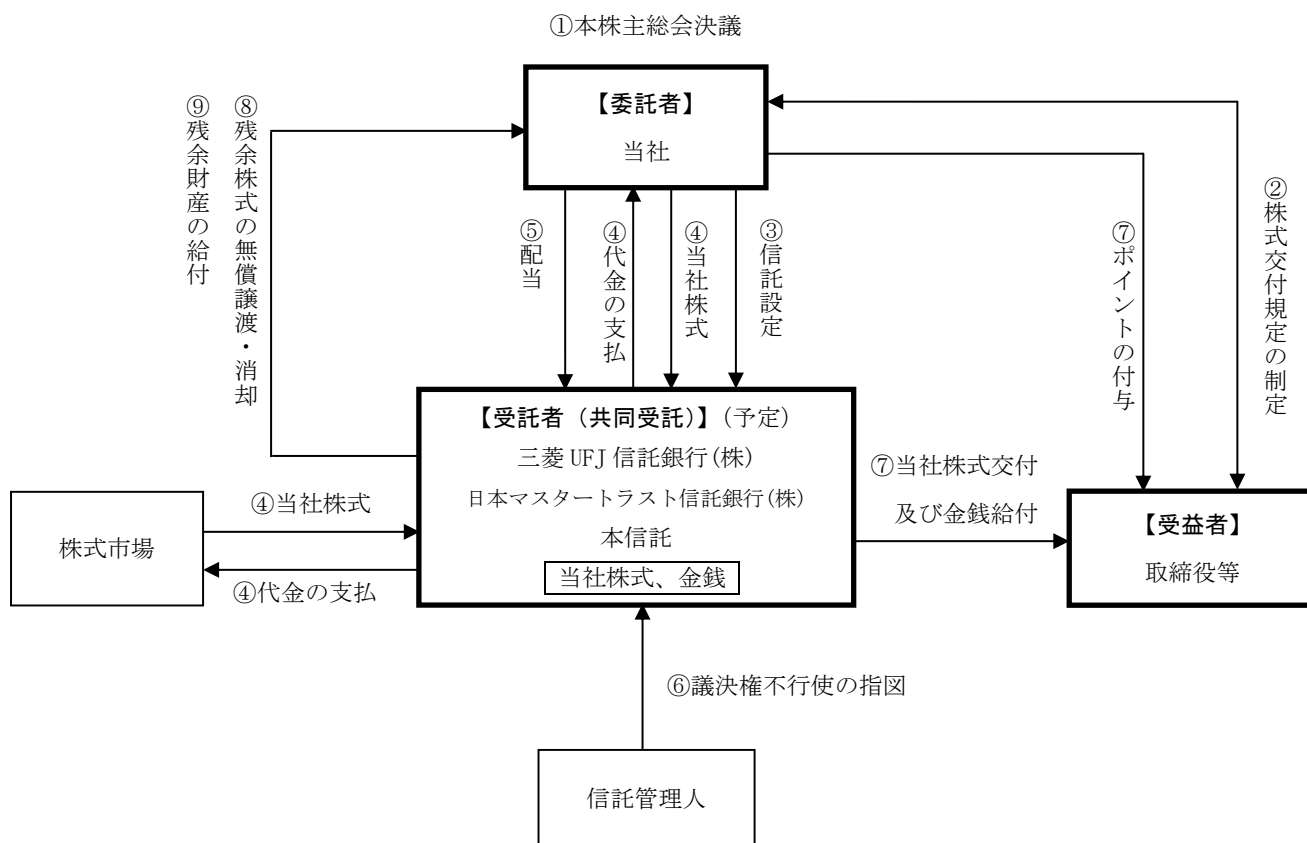 ①本株主総会決議
【委託者】
当社
⑨残余財産の給付
⑧残余株式の無償譲渡・消却
⑤配当
④代金の支払
④当社株式
③信託設定
⑦ポイントの付与
②株式交付規定の制定
【受託者（共同受託）】(予定)
三菱 UFJ 信託銀行(株)
日本マスタートラスト信託銀行(株)
本信託
当社株式、金銭
株式市場
④当社株式
④代金の支払
⑦当社株式交付
及び金銭給付
【受益者】
取締役等
⑥議決権不行使の指図
信託管理人